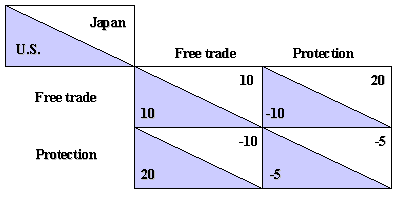 Japan
U.S.
Free trade Protection
Free trade
10 20
10 -10
Protection
-10 -5
20 -5